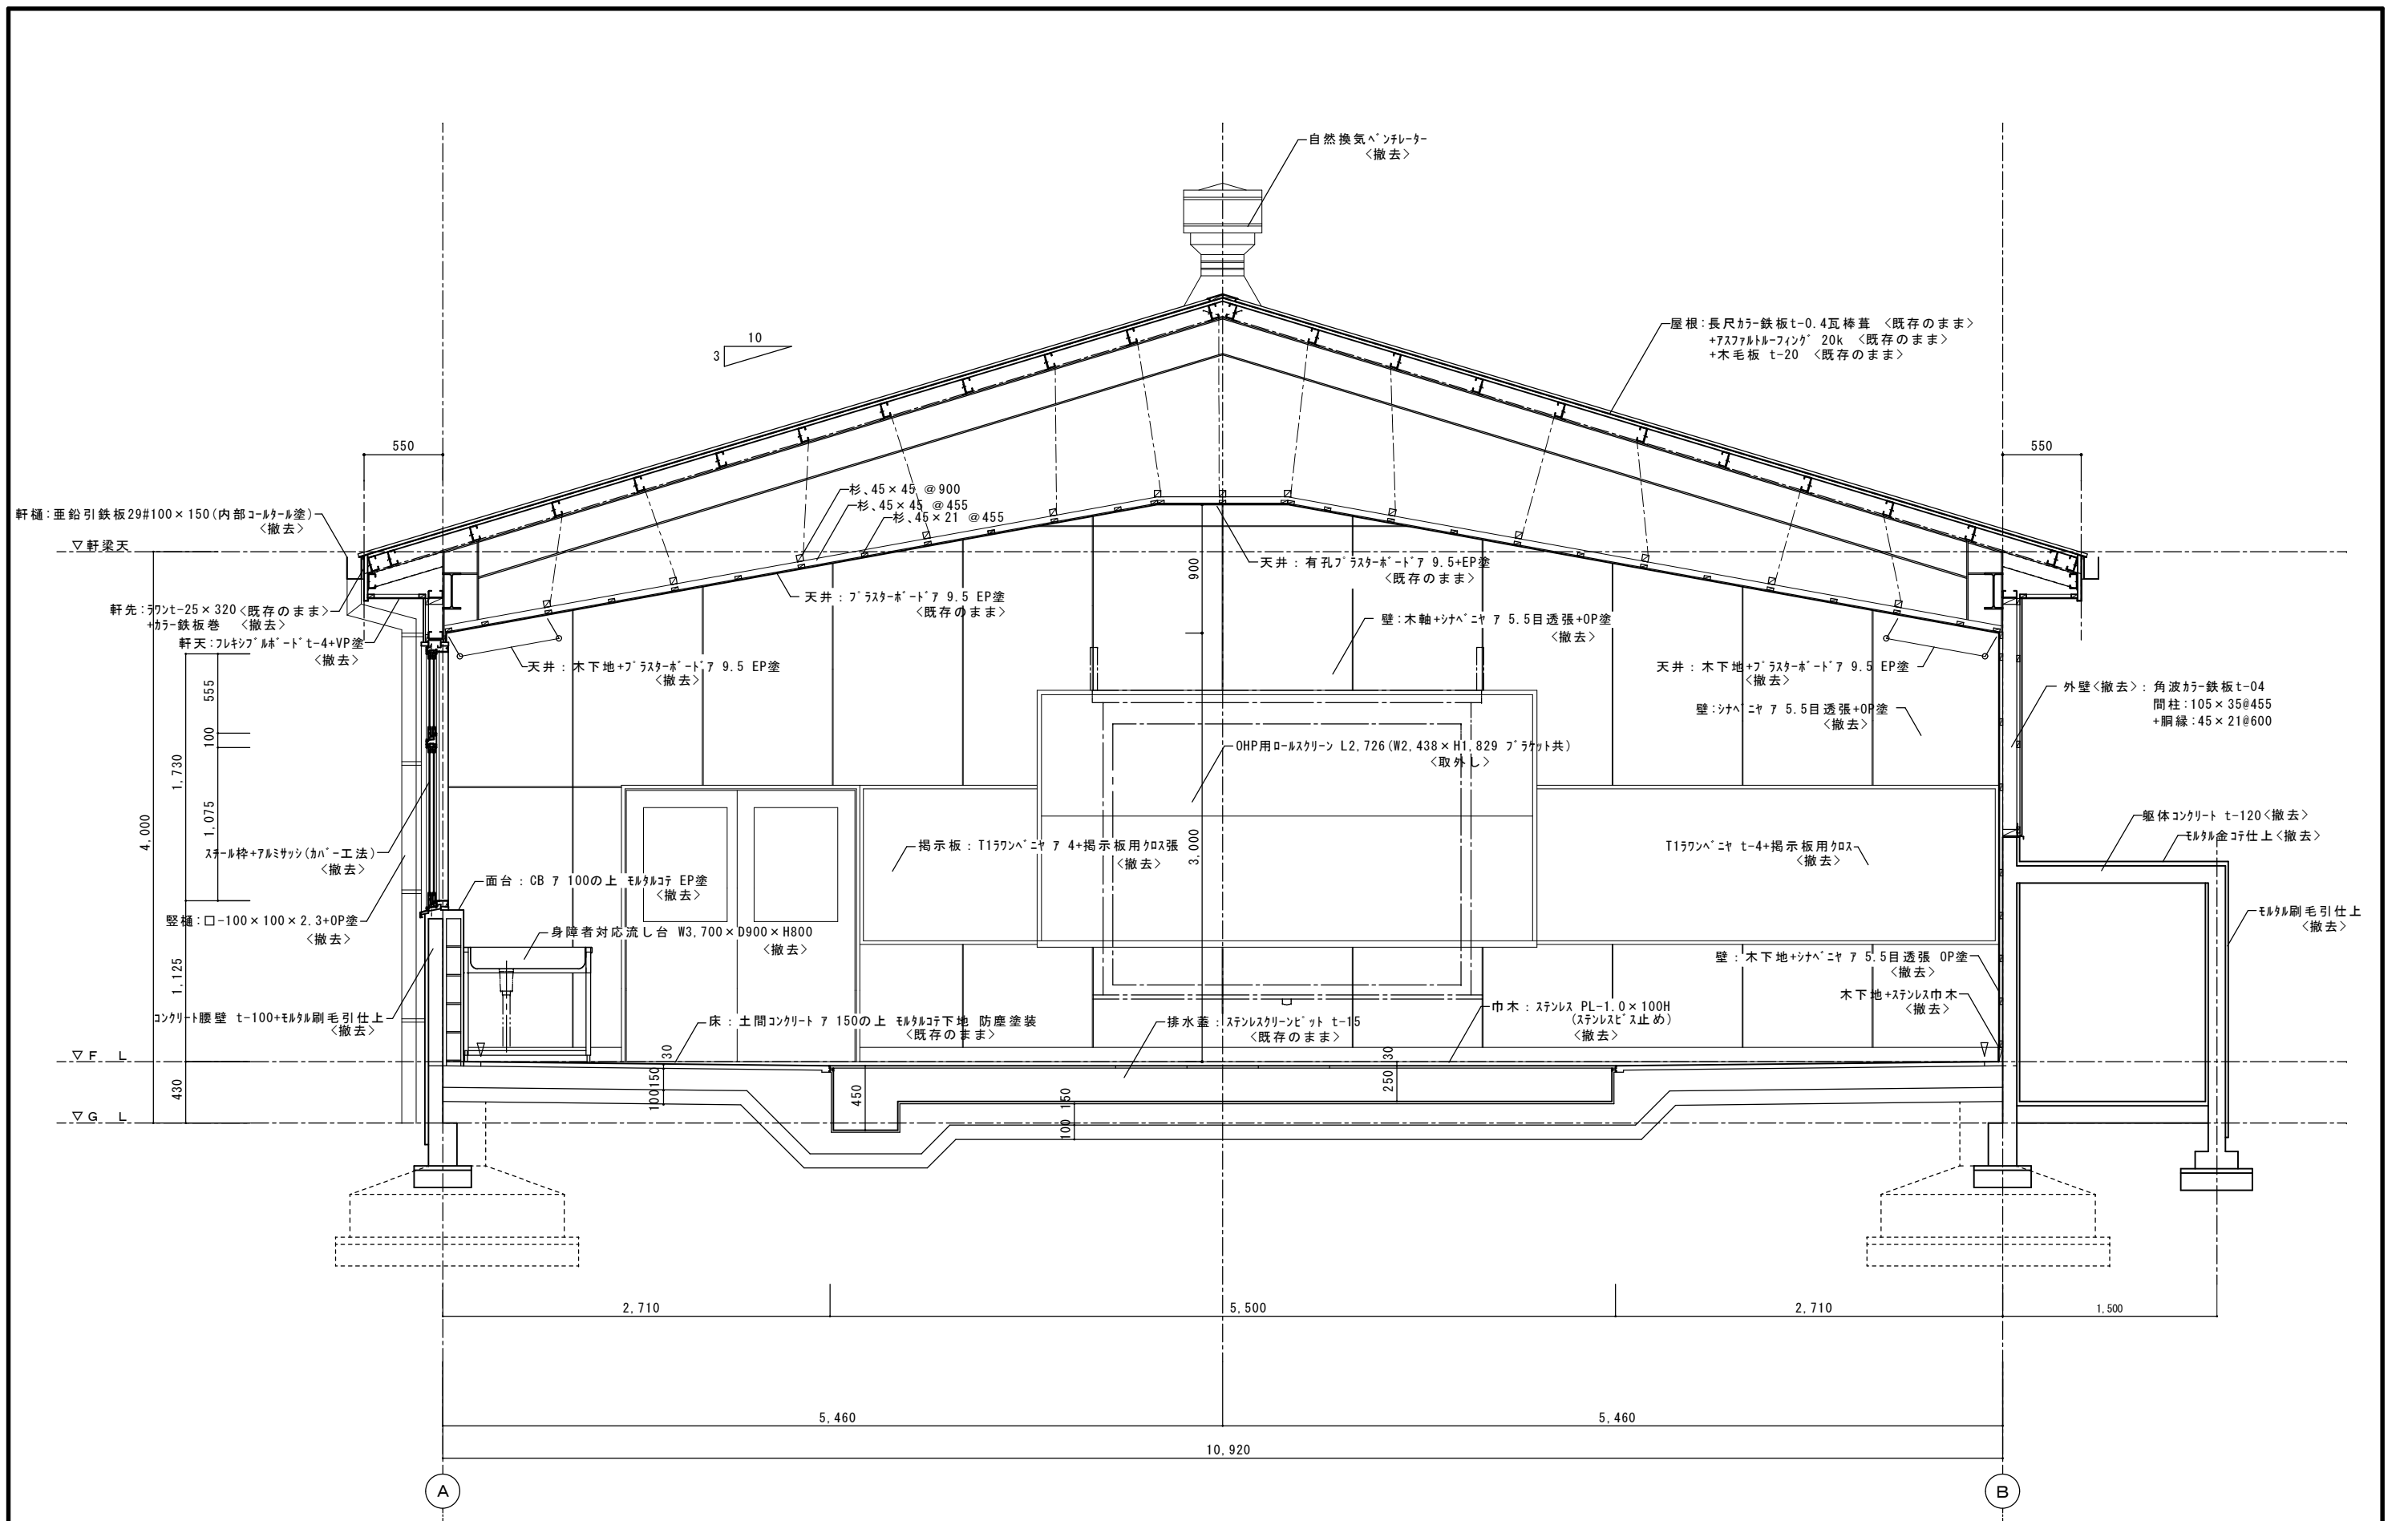 自然換気ﾍﾞﾝﾁﾚｰﾀｰ
<撤去>
10
3
屋根:長尺ｶﾗｰ鉄板t-0.4瓦棒葺 <既存のまま>
+ｱｽﾌｧﾙﾄﾙｰﾌｨﾝｸﾞ 20k <既存のまま>
+木毛板 t-20 <既存のまま>
550
550
杉､45×45 @900
杉､45×45 @455
杉､45×21 @455
軒樋:亜鉛引鉄板29#100×150(内部ｺｰﾙﾀｰﾙ塗)
<撤去>
▽軒梁天
900
天井:有孔ﾌﾟﾗｽﾀｰﾎﾞｰﾄﾞｱ 9.5+EP塗
<既存のまま>
天井:ﾌﾟﾗｽﾀｰﾎﾞｰﾄﾞｱ 9.5 EP塗
<既存のまま>
軒先:ﾗﾜﾝt-25×320<既存のまま>
+ｶﾗｰ鉄板巻 <撤去>
軒天:ﾌﾚｷｼﾌﾞﾙﾎﾞｰﾄﾞt-4+VP塗
<撤去>
壁:木軸+ｼﾅﾍﾞﾆﾔ ｱ 5.5目透張+OP塗
<撤去>
天井:木下地+ﾌﾟﾗｽﾀｰﾎﾞｰﾄﾞｱ 9.5 EP塗
<撤去>
天井:木下地+ﾌﾟﾗｽﾀｰﾎﾞｰﾄﾞｱ 9.5 EP塗
<撤去>
外壁<撤去>:角波ｶﾗｰ鉄板t-04
間柱:105×35@455
+胴縁:45×21@600
壁:ｼﾅﾍﾞﾆﾔ ｱ 5.5目透張+OP塗
<撤去>
555
100
1,730
1,075
4,000
OHP用ﾛｰﾙｽｸﾘｰﾝ L2,726(W2,438×H1,829 ﾌﾞﾗｹｯﾄ共)
<取外し>
3,000
躯体ｺﾝｸﾘｰﾄ t-120<撤去>
ﾓﾙﾀﾙ金ｺﾃ仕上<撤去>
ｽﾁｰﾙ枠+ｱﾙﾐｻｯｼ(ｶﾊﾞｰ工法)
<撤去>
掲示板:T1ﾗﾜﾝﾍﾞﾆﾔ ｱ 4+掲示板用ｸﾛｽ張
<撤去>
T1ﾗﾜﾝﾍﾞﾆﾔ t-4+掲示板用ｸﾛｽ
<撤去>
面台:CB ｱ 100の上 ﾓﾙﾀﾙｺﾃ EP塗
<撤去>
竪樋:ロ-100×100×2.3+OP塗
<撤去>
ﾓﾙﾀﾙ刷毛引仕上
<撤去>
身障者対応流し台 W3,700×D900×H800
<撤去>
1,125
壁:木下地+ｼﾅﾍﾞﾆﾔ ｱ 5.5目透張 OP塗
<撤去>
木下地+ｽﾃﾝﾚｽ巾木
<撤去>
ｺﾝｸﾘｰﾄ腰壁 t-100+ﾓﾙﾀﾙ刷毛引仕上
<撤去>
床:土間ｺﾝｸﾘｰﾄ ｱ 150の上 ﾓﾙﾀﾙｺﾃ下地 防塵塗装
<既存のまま>
排水蓋:ｽﾃﾝﾚｽｸﾘｰﾝﾋﾟｯﾄ t-15
<既存のまま>
巾木:ｽﾃﾝﾚｽ PL-1.0×100H
(ｽﾃﾝﾚｽﾋﾞｽ止め)
<撤去>
▽F L
30
150
100
450
30
250
150
100
430
▽G L
2,710
5,500
2,710
1,500
5,460
5,460
10,920
A
B